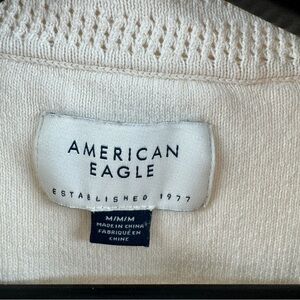 AMERICAN
EAGLE
ESTABLISHED 1977
M/M/M
MADE IN CHINA
FABRIQUÉ EN
CHINE